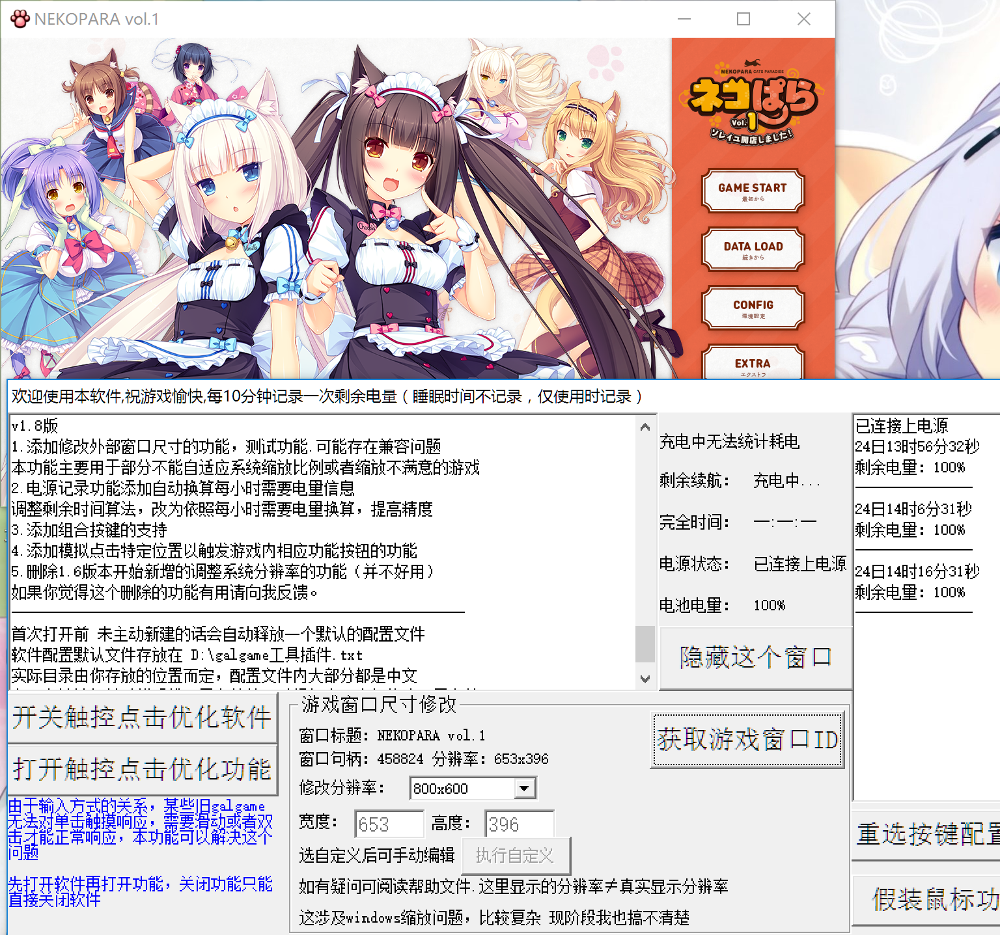 NEKOPARA vol.1
NEKOPARA CATS PARADISE
ネコぱら
Vol.1
ソレイユ開店しました!
Chocola
Vanilla
GAME START
最初から
DATA LOAD
続きから
CONFIG
環境設定
EXTRA
エクストラ
欢迎使用本软件,祝游戏愉快,每10分钟记录一次剩余电量（睡眠时间不记录，仅使用时记录）
v1.8版
1.添加修改外部窗口尺寸的功能，测试功能.可能存在兼容问题
本功能主要用于部分不能自适应系统缩放比例或者缩放不满意的游戏
2.电源记录功能添加自动换算每小时需要电量信息
调整剩余时间算法，改为依照每小时需要电量换算，提高精度
3.添加组合按键的支持
4.添加模拟点击特定位置以触发游戏内相应功能按钮的功能
5.删除1.6版本开始新增的调整系统分辨率的功能（并不好用）
如果你觉得这个删除的功能有用请向我反馈。
首次打开前 未主动新建的话会自动释放一个默认的配置文件
软件配置默认文件存放在 D:\galgame工具插件.txt
实际目录由你存放的位置而定，配置文件内大部分都是中文
充电中无法统计耗电
剩余续航： 充电中...
完全时间： —:—:—
电源状态： 已连接上电源
电池电量： 100%
隐藏这个窗口
已连接上电源
24日13时56分32秒
剩余电量：100%
24日14时6分31秒
剩余电量：100%
24日14时16分31秒
剩余电量：100%
开关触控点击优化软件
打开触控点击优化功能
由于输入方式的关系，某些旧galgame
无法对单击触摸响应，需要滑动或者双
击才能正常响应，本功能可以解决这个
问题
先打开软件再打开功能，关闭功能只能
直接关闭软件
游戏窗口尺寸修改
窗口标题：NEKOPARA vol.1
窗口句柄：458824 分辨率：653x396
获取游戏窗口ID
修改分辨率： 800x600
宽度： 653 高度： 396
选自定义后可手动编辑 执行自定义
如有疑问可阅读帮助文件.这里显示的分辨率≠真实显示分辨率
这涉及windows缩放问题，比较复杂 现阶段我也搞不清楚
重选按键配置
假装鼠标功